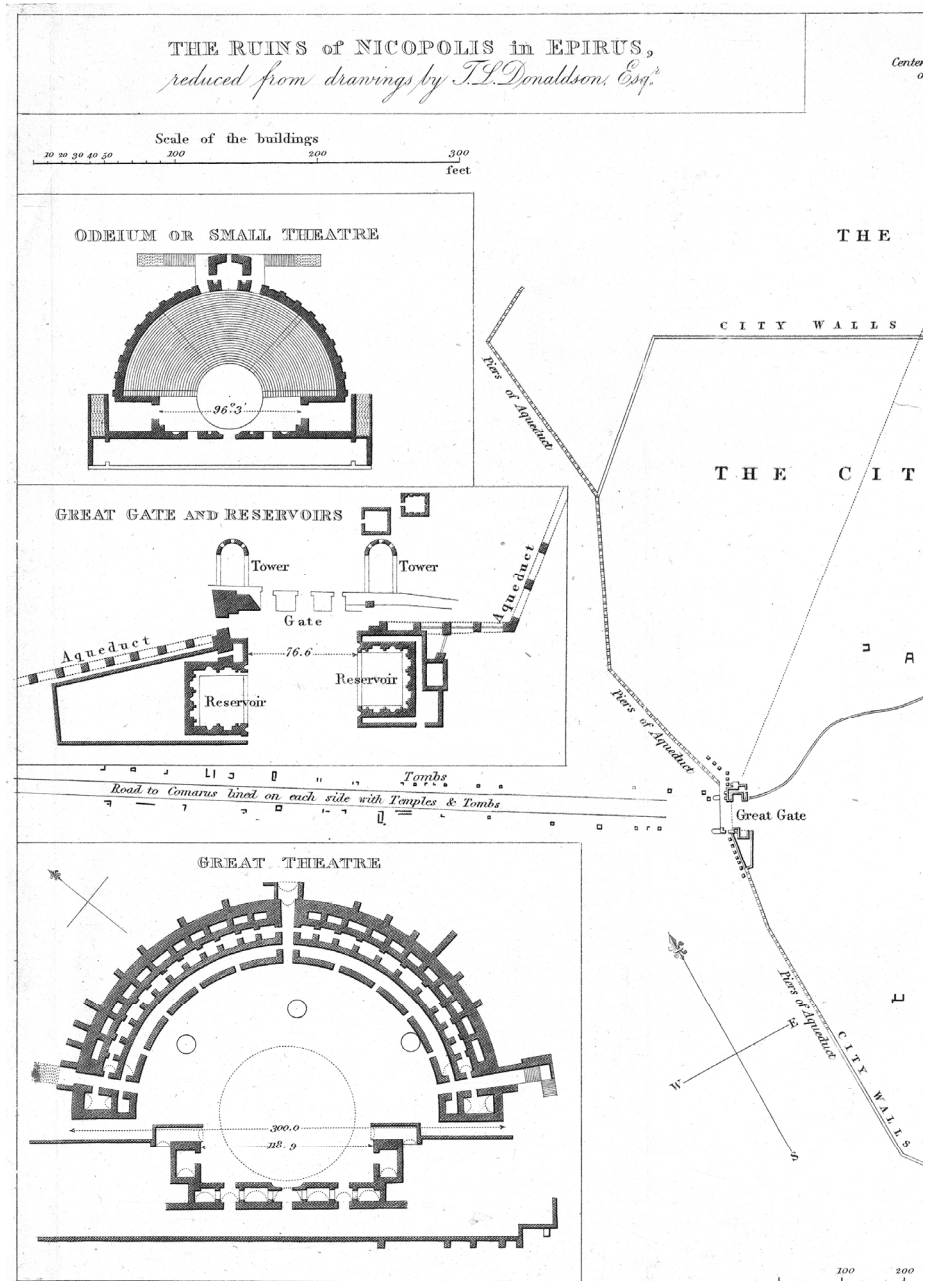 THE RUINS of NICOPOLIS in EPIRUS,
reduced from drawings by T.L. Donaldson, Esqr.
Scale of the buildings
10 20 30 40 50 100 200 300
feet
ODEIUM OR SMALL THEATRE
96.3
GREAT GATE AND RESERVOIRS
Tower
Tower
Gate
Aqueduct
Aqueduct
76.6
Reservoir
Reservoir
Tombs
Road to Comarus lined on each side with Temples & Tombs
GREAT THEATRE
300.0
118.9
THE
CITY WALLS
Piers of Aqueduct
THE CIT
Piers of Aqueduct
Great Gate
E
W
S
Piers of Aqueduct
CITY WALLS
100 200